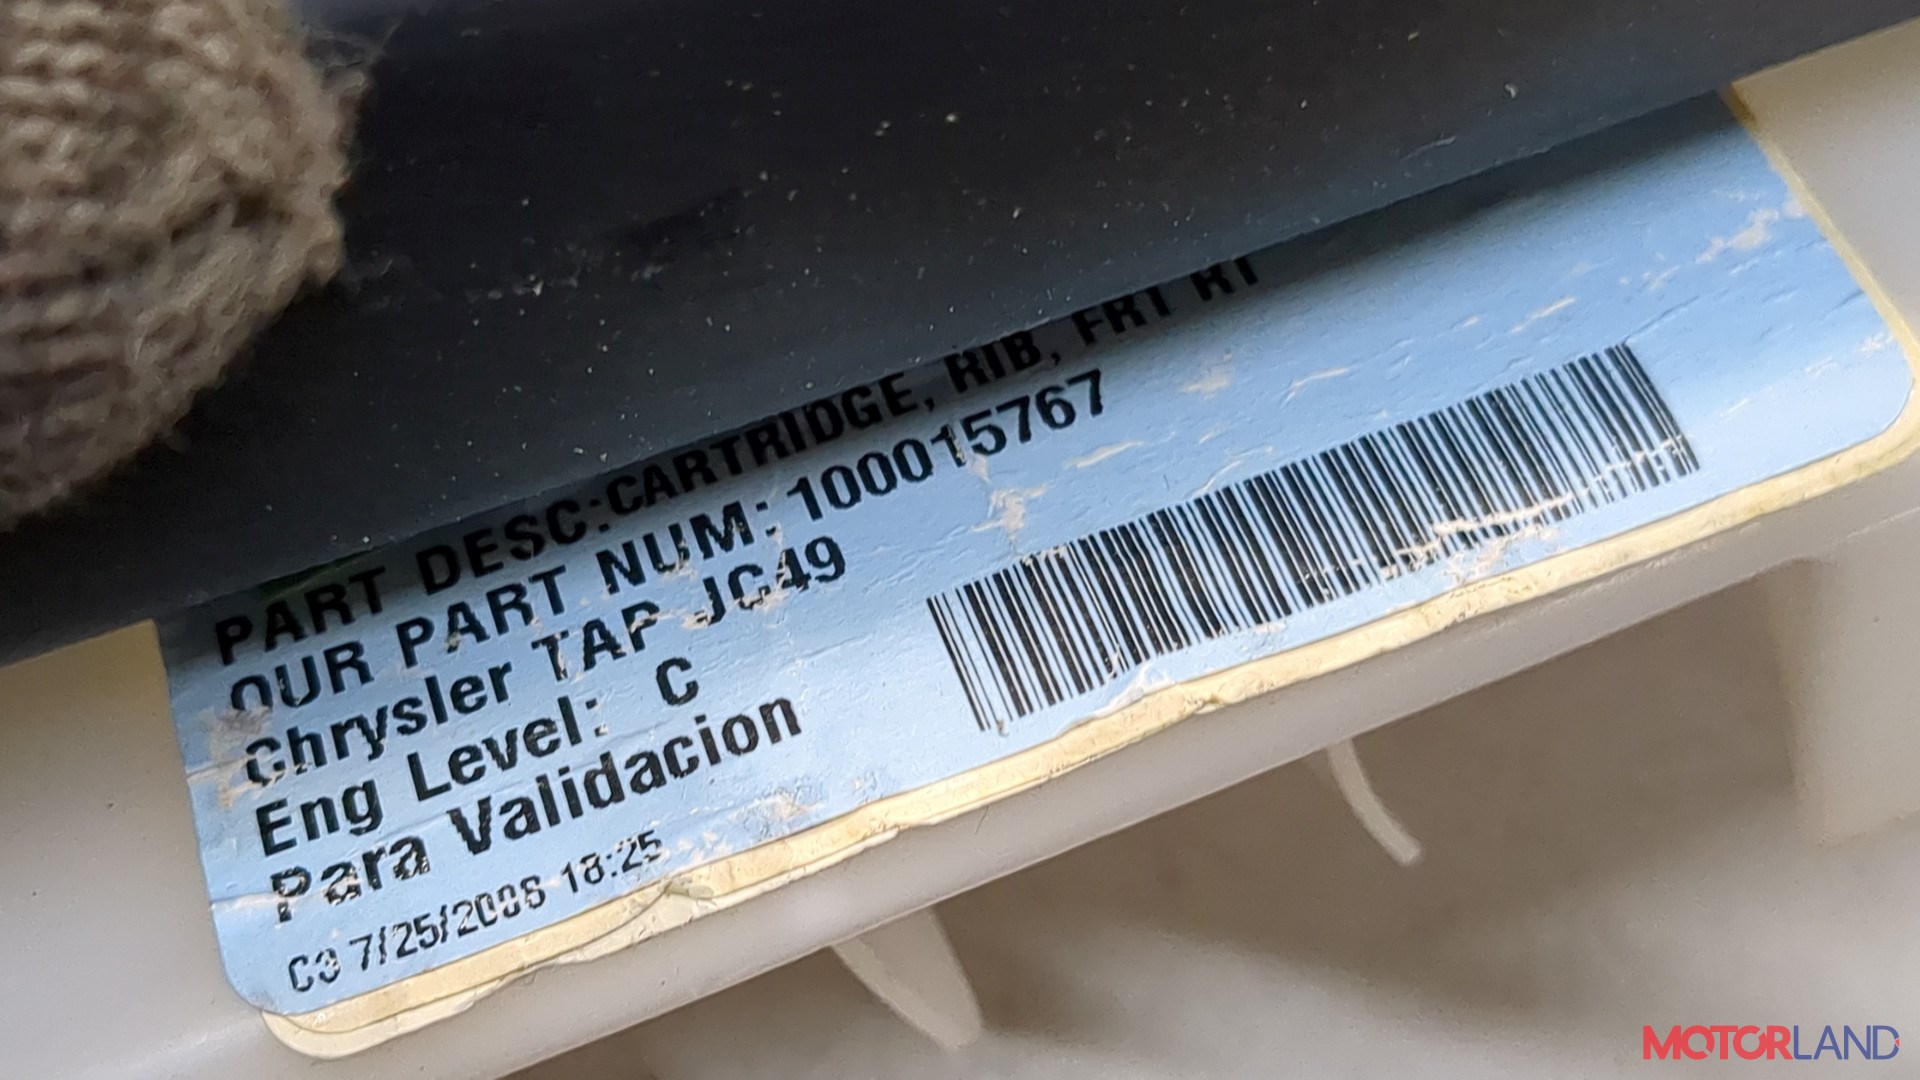 PART DESC:CARTRIDGE, RIB, FRT RT
OUR PART NUM: 100015767
Chrysler TAP JC49
Eng Level: C
Para Validacion
C3 7/25/2008 18:25
MOTORLAND